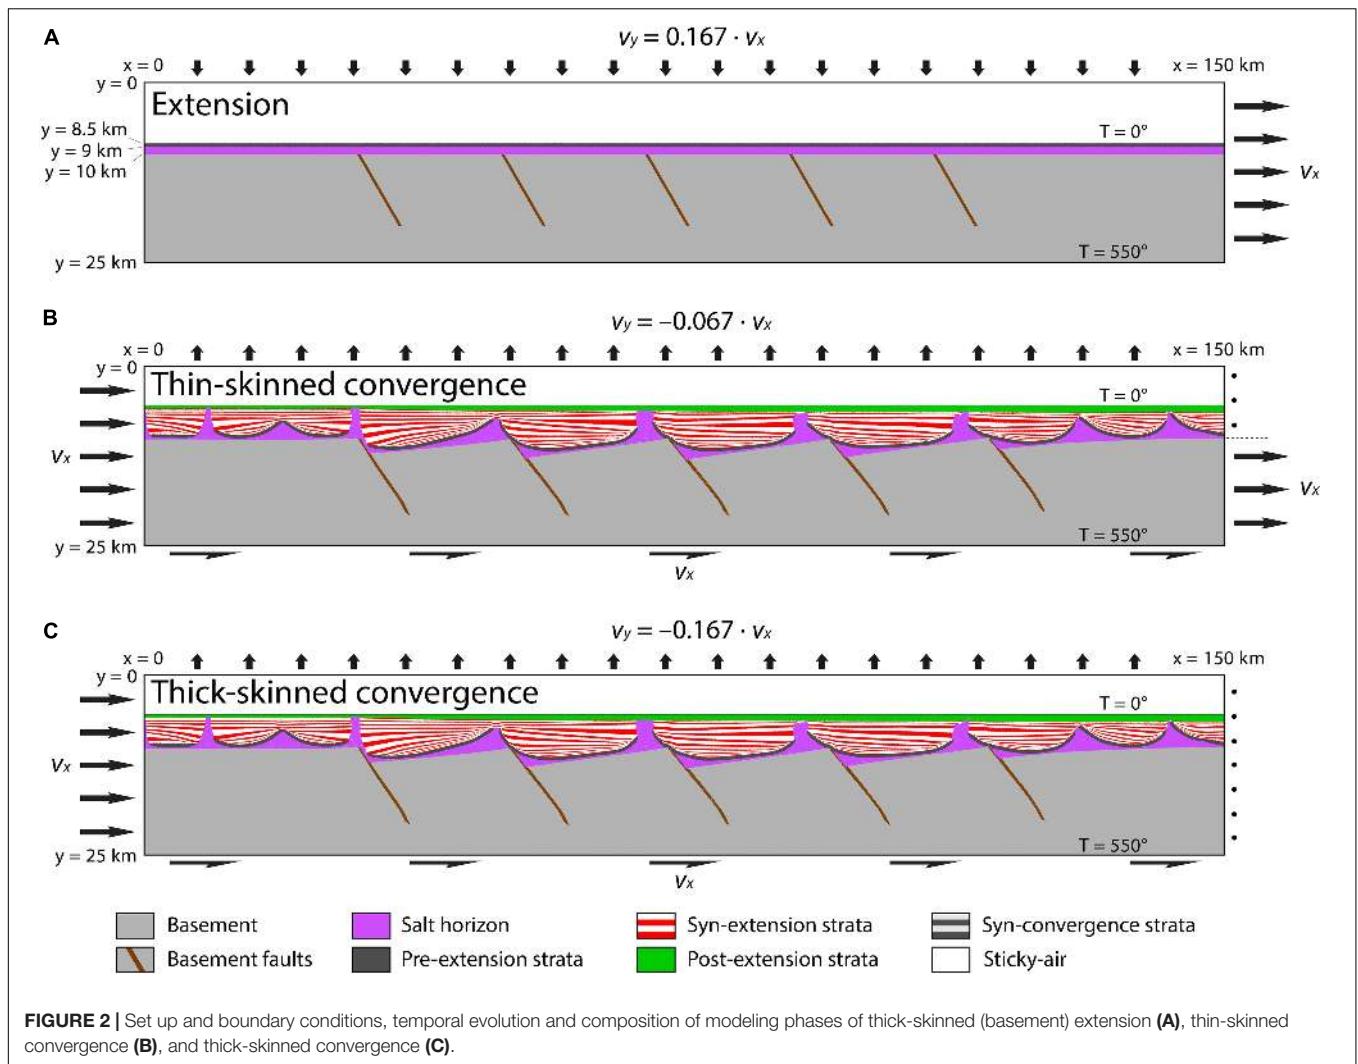 A
vy = 0.167 · vx
x = 0
x = 150 km
y = 0
Extension
y = 8.5 km
T = 0°
y = 9 km
y = 10 km
vx
T = 550°
y = 25 km
B
vy = –0.067 · vx
x = 0
x = 150 km
y = 0
Thin-skinned convergence
T = 0°
vx
vx
T = 550°
y = 25 km
vx
C
vy = –0.167 · vx
x = 0
x = 150 km
y = 0
Thick-skinned convergence
T = 0°
vx
T = 550°
y = 25 km
vx
Basement
Salt horizon
Syn-extension strata
Syn-convergence strata
Basement faults
Pre-extension strata
Post-extension strata
Sticky-air
FIGURE 2 | Set up and boundary conditions, temporal evolution and composition of modeling phases of thick-skinned (basement) extension (A), thin-skinned
convergence (B), and thick-skinned convergence (C).